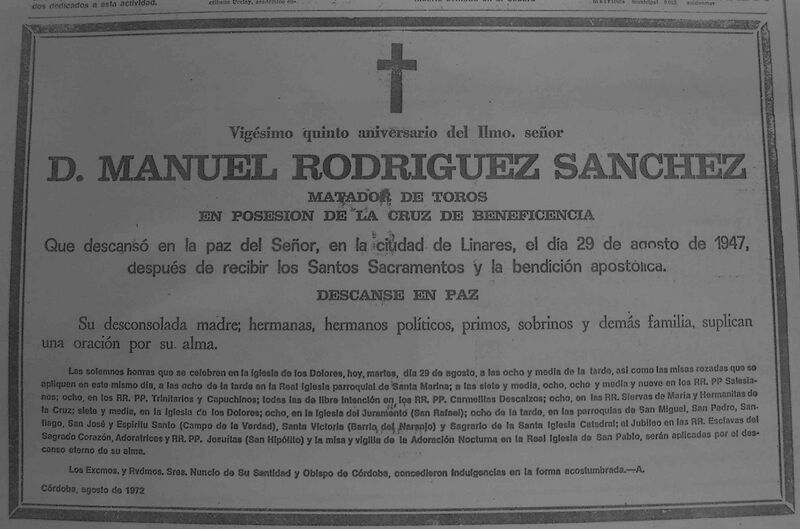 dos dedicados a esta actividad.
Vigésimo quinto aniversario del Ilmo. señor
D. MANUEL RODRIGUEZ SANCHEZ
MATADOR DE TOROS
EN POSESION DE LA CRUZ DE BENEFICENCIA
Que descansó en la paz del Señor, en la ciudad de Linares, el día 29 de agosto de 1947,
después de recibir los Santos Sacramentos y la bendición apostólica.
DESCANSE EN PAZ
Su desconsolada madre; hermanas, hermanos políticos, primos, sobrinos y demás familia, suplican
una oración por su alma.
Las solemnes honras que se celebren en la Iglesia de los Dolores, hoy, martes, día 29 de agosto, a las ocho y media de la tarde, así como las misas rezadas que se
apliquen en este mismo día, a las ocho de la tarde en la Real Iglesia parroquial de Santa Marina; a las siete y media, ocho, ocho y media y nueve en los RR. PP Salesia-
nos; ocho, en los RR. PP. Trinitarios y Capuchinos; todas las de libre intención en los RR. PP. Carmelitas Descalzos; ocho, en las RR. Siervas de María y Hermanitas de
la Cruz; siete y media, en la Iglesia de los Dolores; ocho, en la Iglesia del Juramento (San Rafael); ocho de la tarde, en las parroquias de San Miguel, San Pedro, San-
tiago, San José y Espíritu Santo (Campo de la Verdad), Santa Victoria (Barrio del Naranjo) y Sagrario de la Santa Iglesia Catedral; el Jubileo en las RR. Esclavas del
Sagrado Corazón, Adoratrices y RR. PP. Jesuítas (San Hipólito) y la misa y vigilia de la Adoración Nocturna en la Real Iglesia de San Pablo, serán aplicadas por el des-
canso eterno de su alma.
Los Excmos. y Rvdmos. Sres. Nuncio de Su Santidad y Obispo de Córdoba, concedieron indulgencias en la forma acostumbrada.—A.
Córdoba, agosto de 1972